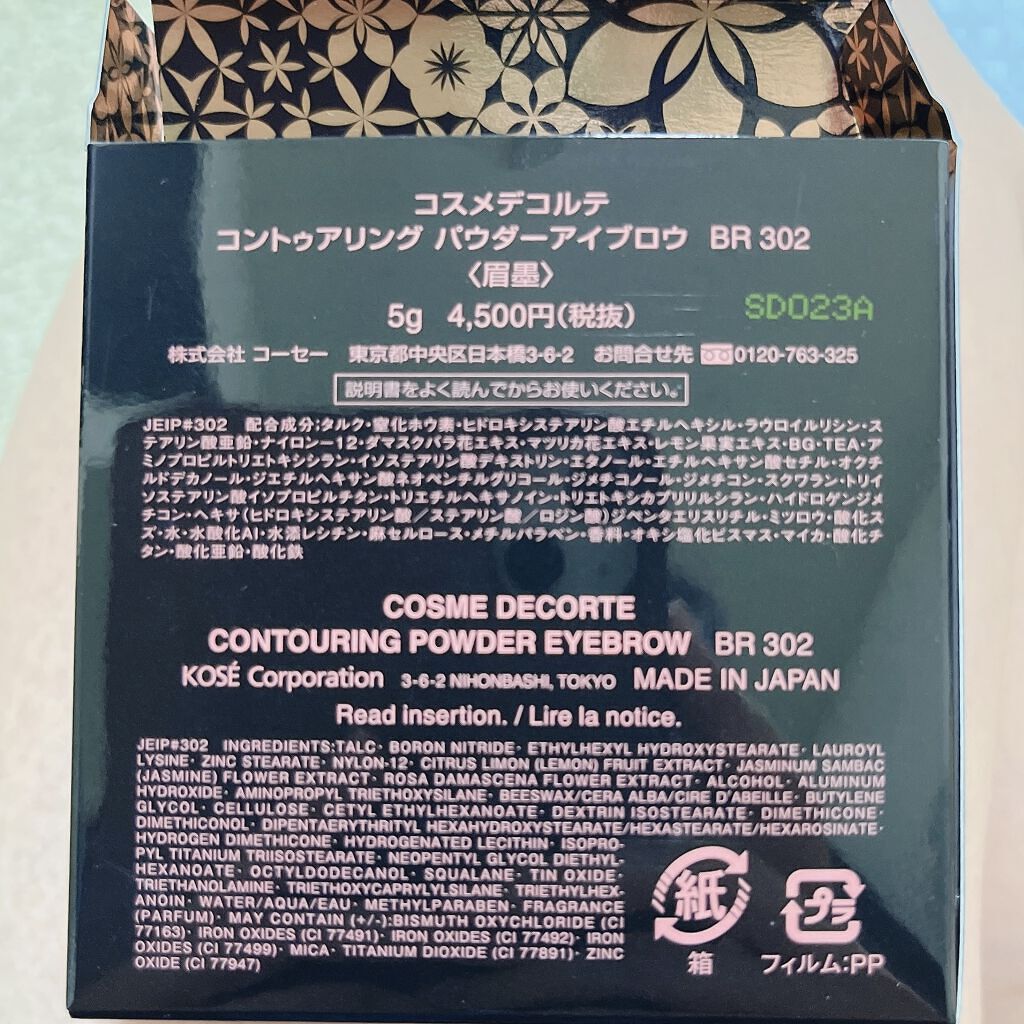 コスメデコルテ
コントゥアリング パウダーアイブロウ BR 302
〈眉墨〉
5g 4,500円(税抜)
SD023A
株式会社 コーセー 東京都中央区日本橋3-6-2 お問合せ先 0120-763-325
説明書をよく読んでからお使いください。
JEIP#302 配合成分:タルク・窒化ホウ素・ヒドロキシステアリン酸エチルヘキシル・ラウロイルリシン・ス
テアリン酸亜鉛・ナイロン－12・ダマスクバラ花エキス・マツリカ花エキス・レモン果実エキス・BG・TEA・ア
ミノプロピルトリエトキシシラン・イソステアリン酸デキストリン・エタノール・エチルヘキサン酸セチル・オクチ
ルドデカノール・ジエチルヘキサン酸ネオペンチルグリコール・ジメチコノール・ジメチコン・スクワラン・トリイ
ソステアリン酸イソプロピルチタン・トリエチルヘキサノイン・トリエトキシカプリリルシラン・ハイドロゲンジメ
チコン・ヘキサ(ヒドロキシステアリン酸／ステアリン酸／ロジン酸)ジペンタエリスリチル・ミツロウ・酸化ス
ズ・水・水酸化Al・水添レシチン・麻セルロース・メチルパラベン・香料・オキシ塩化ビスマス・マイカ・酸化チ
タン・酸化亜鉛・酸化鉄
COSME DECORTE
CONTOURING POWDER EYEBROW BR 302
KOSÉ Corporation 3-6-2 NIHONBASHI, TOKYO MADE IN JAPAN
Read insertion. / Lire la notice.
JEIP#302 INGREDIENTS:TALC· BORON NITRIDE· ETHYLHEXYL HYDROXYSTEARATE· LAUROYL
LYSINE· ZINC STEARATE· NYLON-12· CITRUS LIMON (LEMON) FRUIT EXTRACT· JASMINUM SAMBAC
(JASMINE) FLOWER EXTRACT· ROSA DAMASCENA FLOWER EXTRACT· ALCOHOL· ALUMINUM
HYDROXIDE· AMINOPROPYL TRIETHOXYSILANE· BEESWAX/CERA ALBA/CIRE D'ABEILLE· BUTYLENE
GLYCOL· CELLULOSE· CETYL ETHYLHEXANOATE· DEXTRIN ISOSTEARATE· DIMETHICONE·
DIMETHICONOL· DIPENTAERYTHRITYL HEXAHYDROXYSTEARATE/HEXASTEARATE/HEXAROSINATE·
HYDROGEN DIMETHICONE· HYDROGENATED LECITHIN· ISOPRO-
PYL TITANIUM TRIISOSTEARATE· NEOPENTYL GLYCOL DIETHYL-
HEXANOATE· OCTYLDODECANOL· SQUALANE· TIN OXIDE·
TRIETHANOLAMINE· TRIETHOXYCAPRYLYLSILANE· TRIETHYLHEX-
ANOIN· WATER/AQUA/EAU· METHYLPARABEN· FRAGRANCE
(PARFUM)· MAY CONTAIN (+/-):BISMUTH OXYCHLORIDE (CI
77163)· IRON OXIDES (CI 77491)· IRON OXIDES (CI 77492)· IRON
OXIDES (CI 77499)· MICA· TITANIUM DIOXIDE (CI 77891)· ZINC
OXIDE (CI 77947)
紙
箱
プラ
フィルム:PP